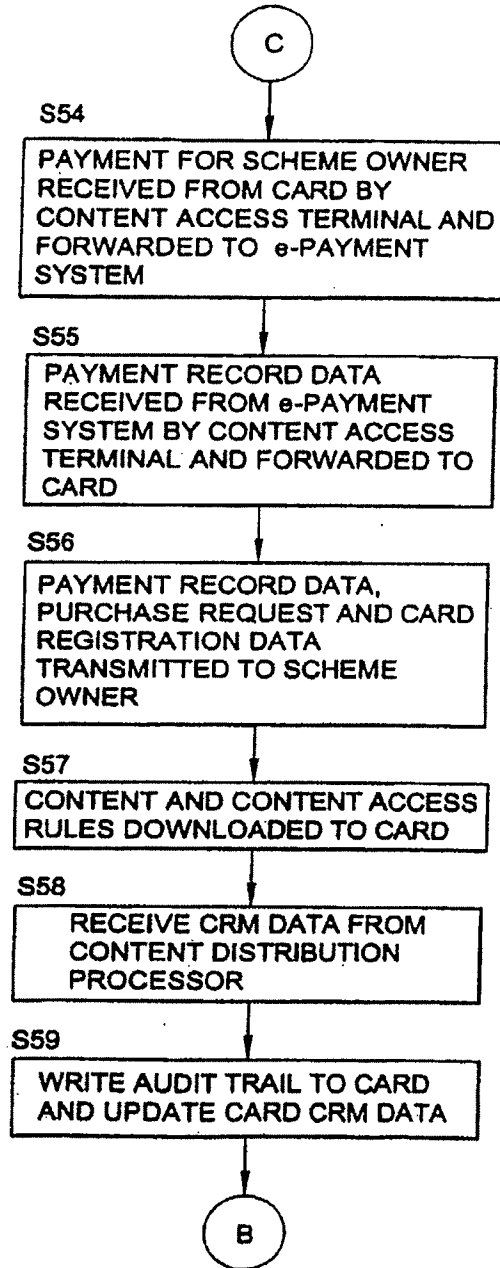 C
S54
PAYMENT FOR SCHEME OWNER
RECEIVED FROM CARD BY
CONTENT ACCESS TERMINAL AND
FORWARDED TO e-PAYMENT
SYSTEM
S55
PAYMENT RECORD DATA
RECEIVED FROM e-PAYMENT
SYSTEM BY CONTENT ACCESS
TERMINAL AND FORWARDED TO
CARD
S56
PAYMENT RECORD DATA,
PURCHASE REQUEST AND CARD
REGISTRATION DATA
TRANSMITTED TO SCHEME
OWNER
S57
CONTENT AND CONTENT ACCESS
RULES DOWNLOADED TO CARD
S58
RECEIVE CRM DATA FROM
CONTENT DISTRIBUTION
PROCESSOR
S59
WRITE AUDIT TRAIL TO CARD
AND UPDATE CARD CRM DATA
B